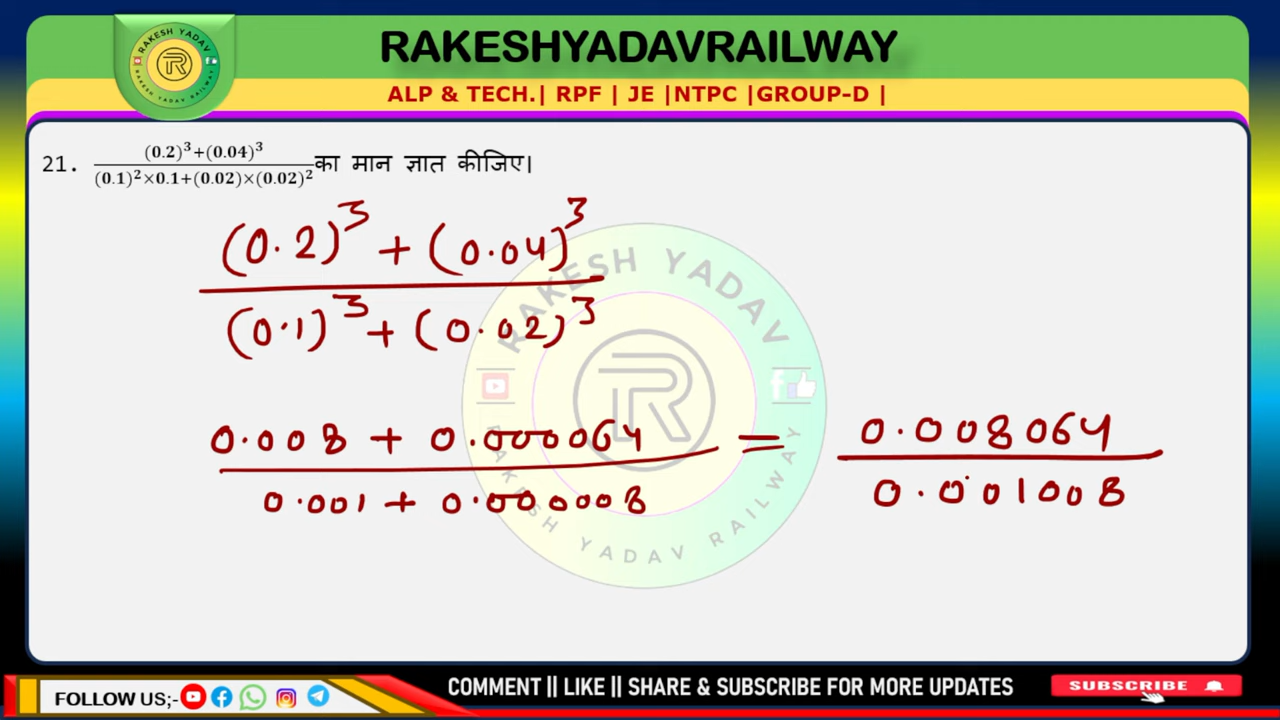 RAKESHYADAVRAILWAY
ALP & TECH.| RPF | JE |NTPC |GROUP-D |
RAKESH YADAV
RAKESH YADAV RAILWAY
21. (0.2)³+(0.04)³ / (0.1)²×0.1+(0.02)×(0.02)² का मान ज्ञात कीजिए।
(0.2)³ + (0.04)³
(0.1)³ + (0.02)³
0.008 + 0.000064 = 0.008064
0.001 + 0.000008 0.001008
RAKESH YADAV
RAKESH YADAV RAILWAY
FOLLOW US;-
COMMENT || LIKE || SHARE & SUBSCRIBE FOR MORE UPDATES
SUBSCRIBE